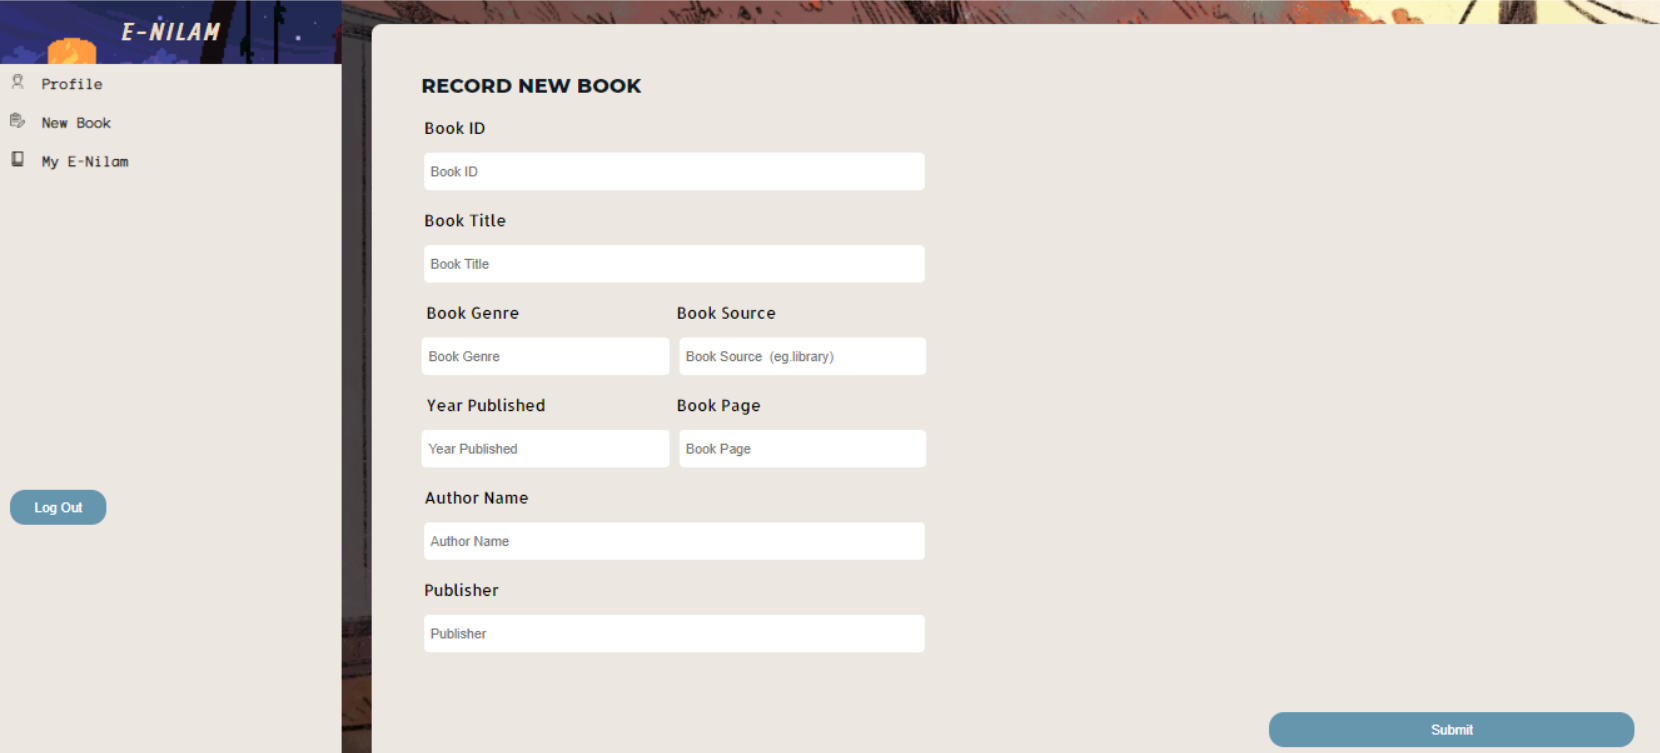 E-NILAM
Profile
New Book
My E-Nilam
Log Out
RECORD NEW BOOK
Book ID
Book ID
Book Title
Book Title
Book Genre Book Source
Book Genre Book Source (eg.library)
Year Published Book Page
Year Published Book Page
Author Name
Author Name
Publisher
Publisher
Submit